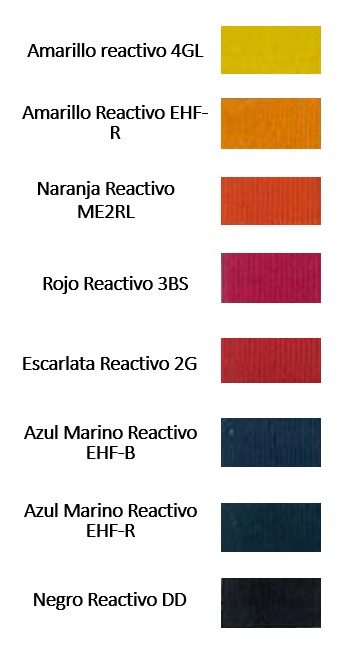 Amarillo reactivo 4GL
Amarillo Reactivo EHF-
R
Naranja Reactivo
ME2RL
Rojo Reactivo 3BS
Escarlata Reactivo 2G
Azul Marino Reactivo
EHF-B
Azul Marino Reactivo
EHF-R
Negro Reactivo DD